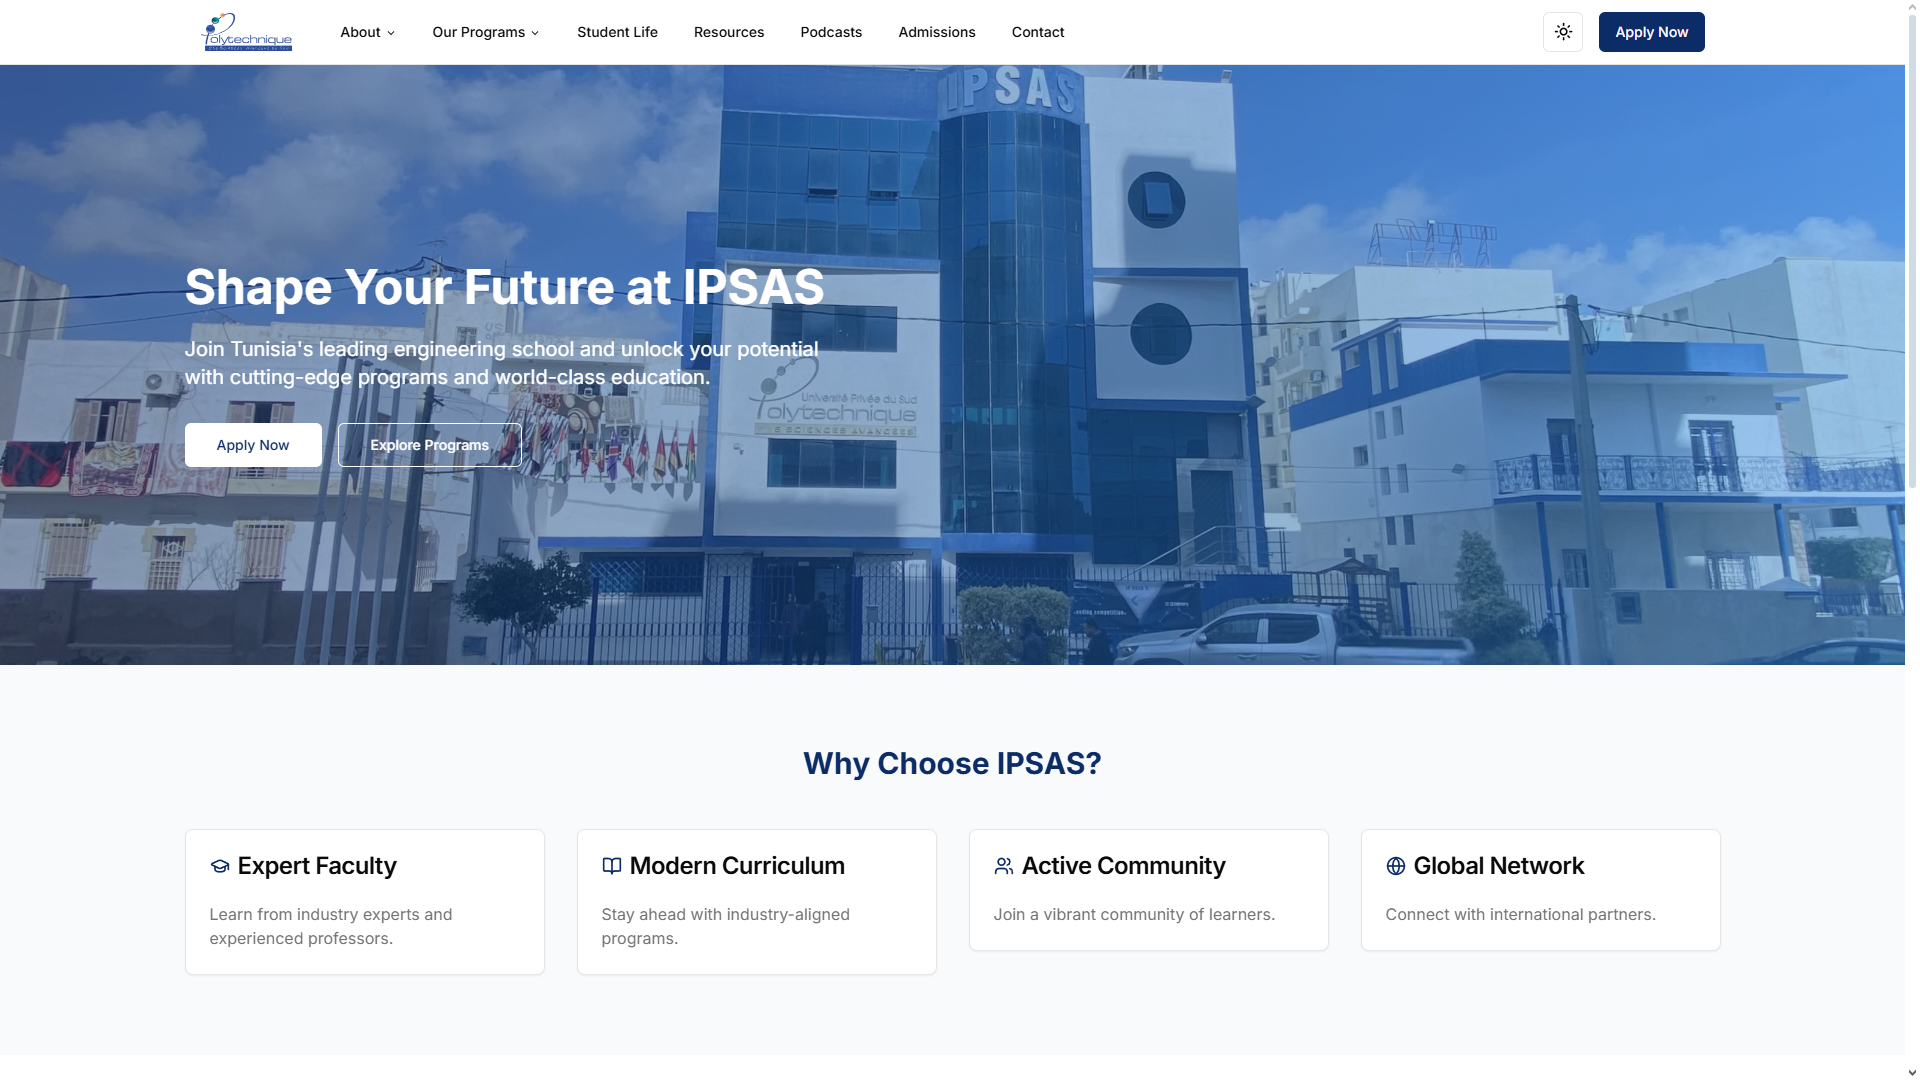 Polytechnique
About
Our Programs
Student Life
Resources
Podcasts
Admissions
Contact
Apply Now
IPSAS
Shape Your Future at IPSAS
Join Tunisia's leading engineering school and unlock your potential
with cutting-edge programs and world-class education.
Université Privée du Sud
Polytechnique
SCIENCES AVANCÉES
Apply Now
Explore Programs
Why Choose IPSAS?
Expert Faculty
Learn from industry experts and
experienced professors.
Modern Curriculum
Stay ahead with industry-aligned
programs.
Active Community
Join a vibrant community of learners.
Global Network
Connect with international partners.